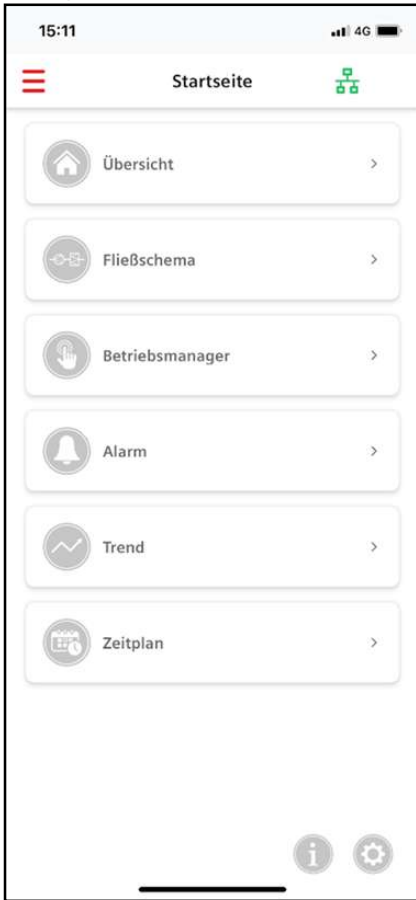 15:11
4G
Startseite
Übersicht
Fließschema
Betriebsmanager
Alarm
Trend
Zeitplan
i